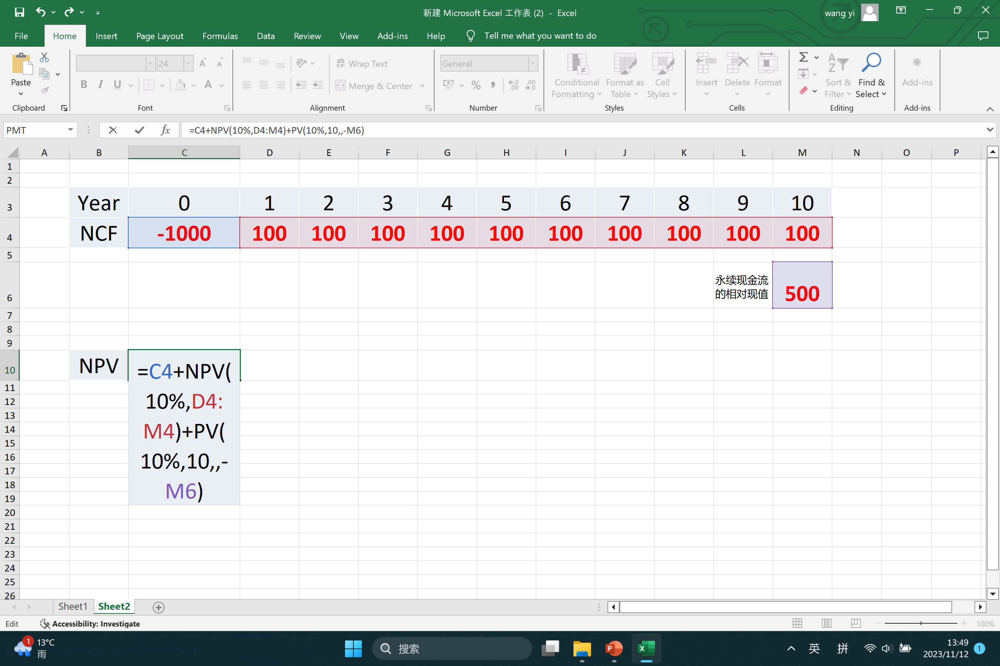 新建 Microsoft Excel 工作表 (2) - Excel
wang yi
File Home Insert Page Layout Formulas Data Review View Add-ins Help Tell me what you want to do
Paste
24
General
Wrap Text
Merge & Center
B I U A
Conditional Formatting
Format as Table
Cell Styles
Insert Delete Format
Sort & Filter
Find & Select
Add-ins
Clipboard Font Alignment Number Styles Cells Editing Add-ins
PMT
fx
=C4+NPV(10%,D4:M4)+PV(10%,10,,-M6)
A B C D E F G H I J K L M N O P
1
2
3 Year 0 1 2 3 4 5 6 7 8 9 10
4 NCF -1000 100 100 100 100 100 100 100 100 100 100
5
6 永续现金流
的相对现值 500
7
8
9
10 NPV =C4+NPV(
11
12 10%,D4:
13
14 M4)+PV(
15
16 10%,10,,-
17
18
19 M6)
20
21
22
23
24
25
26
Sheet1 Sheet2
Edit Accessibility: Investigate 100%
1 13°C
雨
搜索
英 拼
13:49
2023/11/12
1